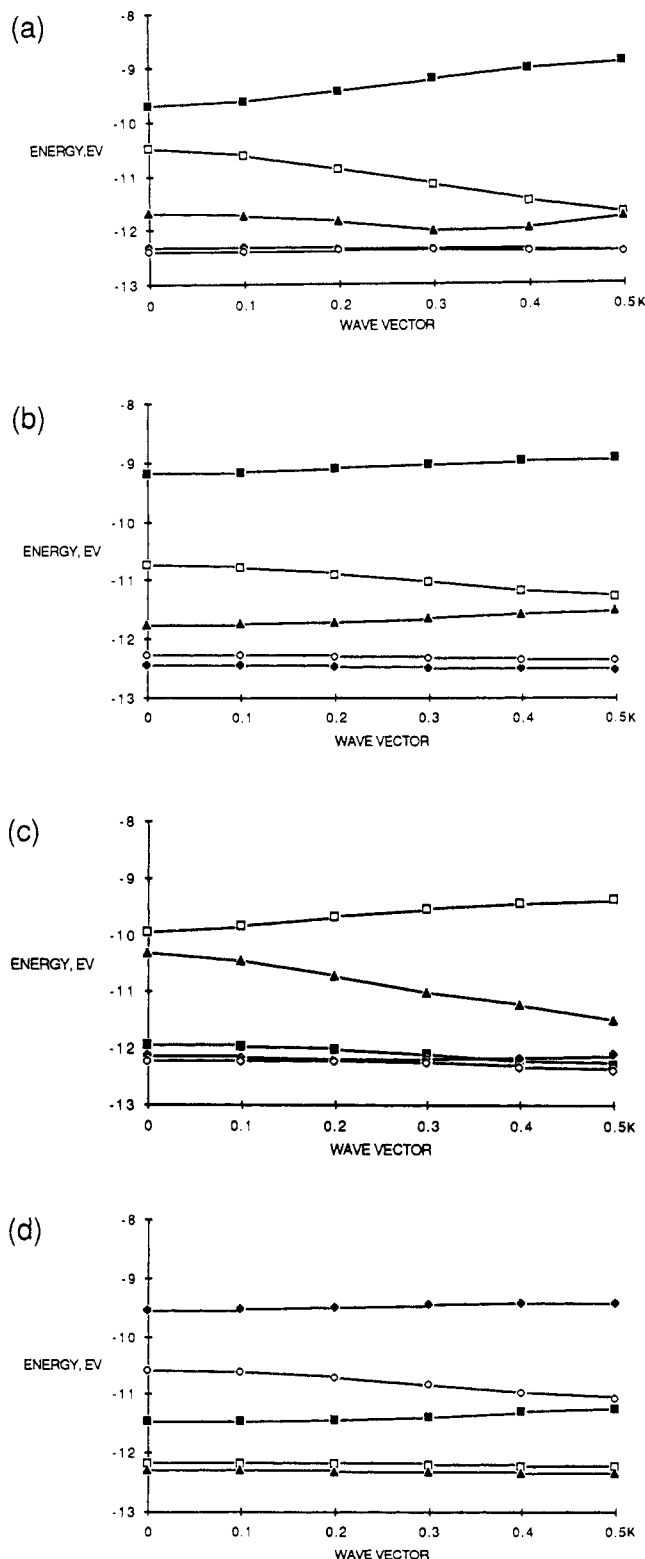 (a)
-8
-9
-10
ENERGY,EV
-11
-12
-13
0 0.1 0.2 0.3 0.4 0.5K
WAVE VECTOR
(b)
-8
-9
-10
ENERGY, EV
-11
-12
-13
0 0.1 0.2 0.3 0.4 0.5K
WAVE VECTOR
(c)
-8
-9
-10
ENERGY, EV
-11
-12
-13
0 0.1 0.2 0.3 0.4 0.5K
WAVE VECTOR
(d)
-8
-9
-10
ENERGY, EV
-11
-12
-13
0 0.1 0.2 0.3 0.4 0.5K
WAVE VECTOR